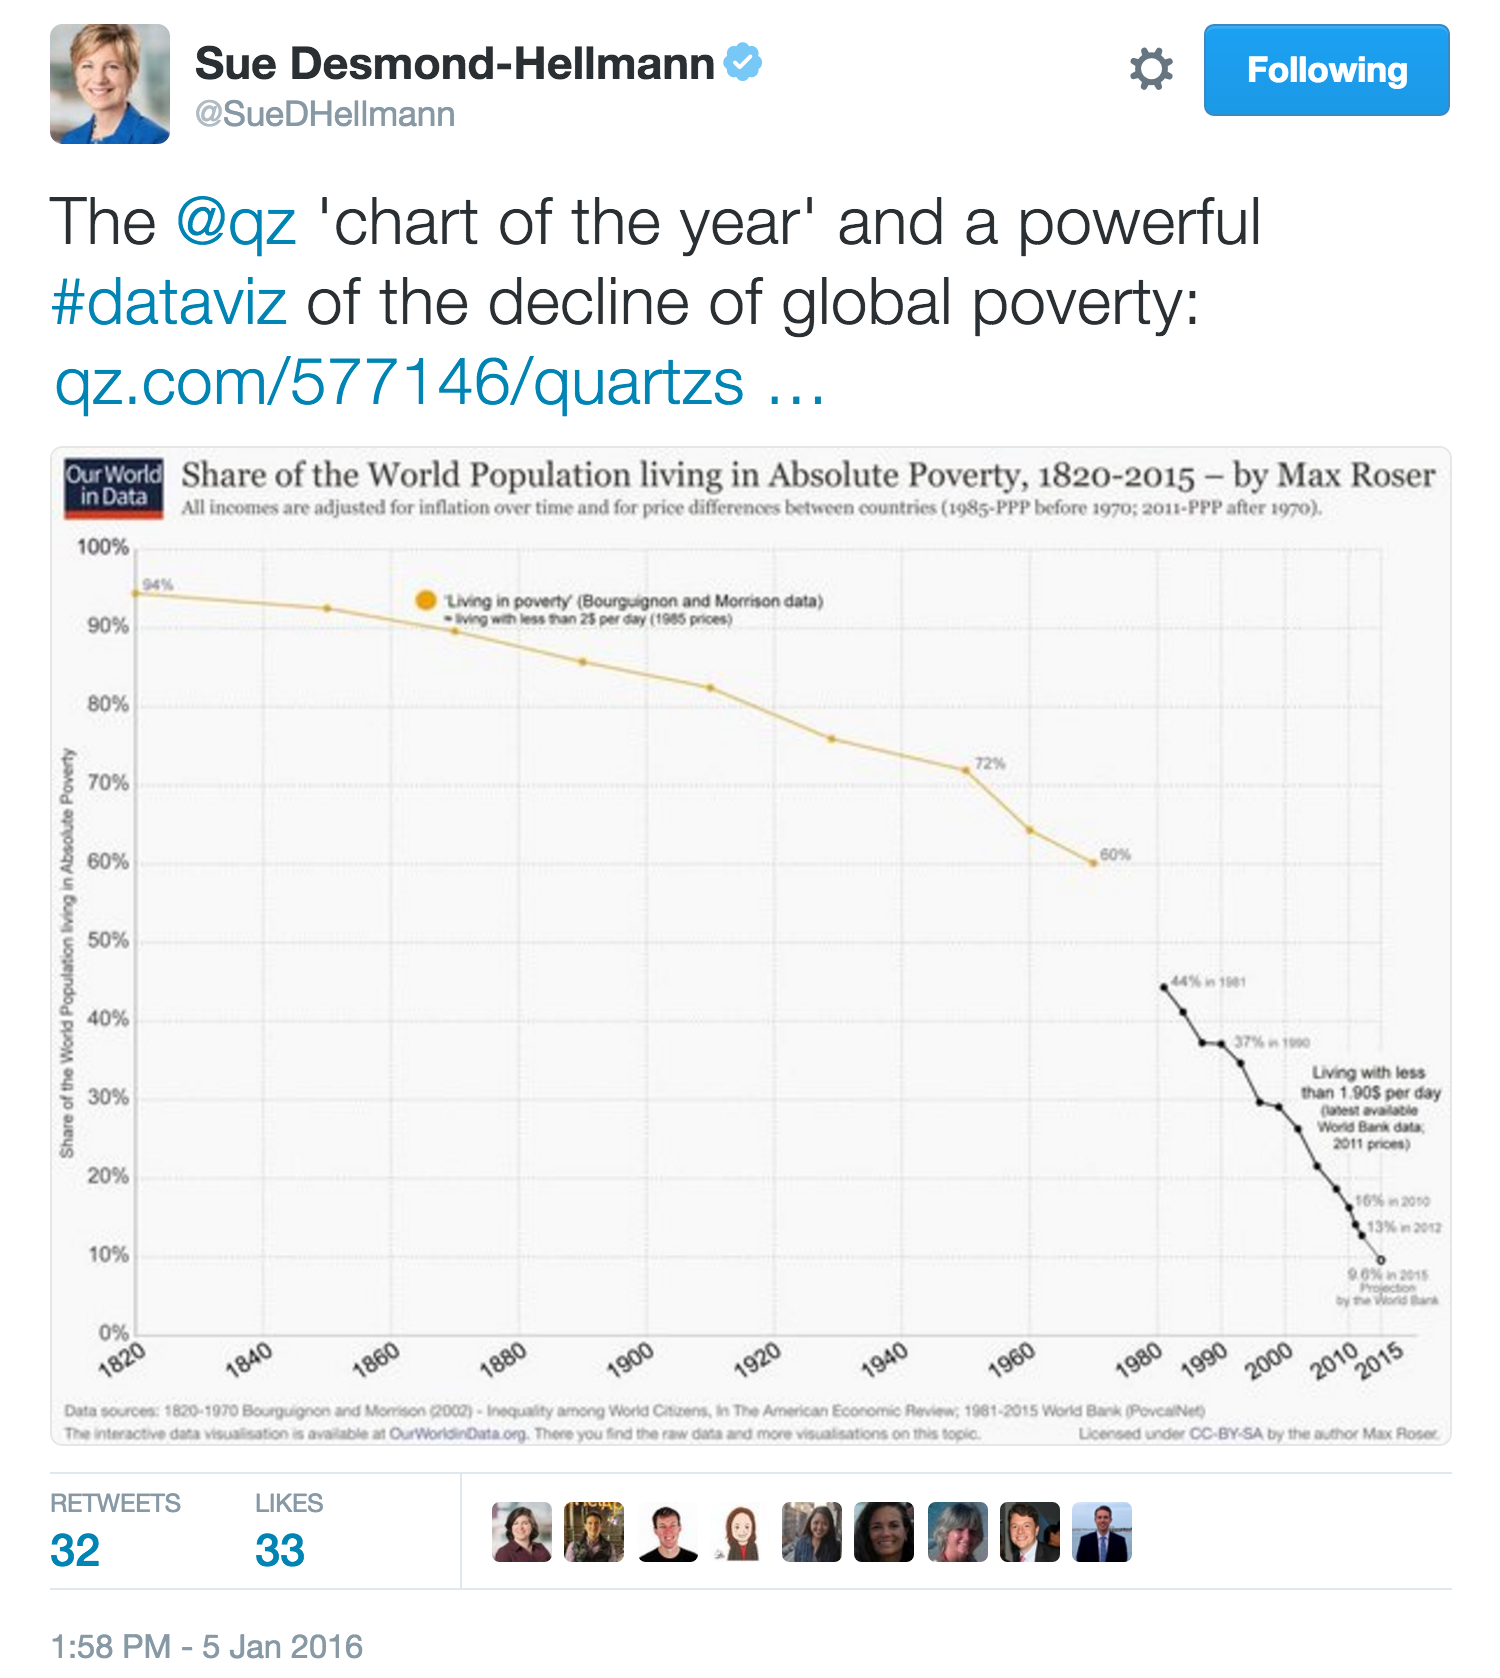 Sue Desmond-Hellmann
@SueDHellmann
Following
The @qz 'chart of the year' and a powerful
#dataviz of the decline of global poverty:
qz.com/577146/quartzs …
Our World
in Data
Share of the World Population living in Absolute Poverty, 1820-2015 – by Max Roser
All incomes are adjusted for inflation over time and for price differences between countries (1985-PPP before 1970; 2011-PPP after 1970).
Share of the World Population living in Absolute Poverty
100%
90%
80%
70%
60%
50%
40%
30%
20%
10%
0%
94%
'Living in poverty' (Bourguignon and Morrison data)
= living with less than 2$ per day (1985 prices)
72%
60%
44% in 1981
37% in 1990
Living with less
than 1.90$ per day
(latest available
World Bank data;
2011 prices)
16% in 2010
13% in 2012
9.6% in 2015
Projection
by the World Bank
1820
1840
1860
1880
1900
1920
1940
1960
1980
1990
2000
2010
2015
Data sources: 1820-1970 Bourguignon and Morrison (2002) - Inequality among World Citizens, In The American Economic Review; 1981-2015 World Bank (PovcalNet)
The interactive data visualisation is available at OurWorldinData.org. There you find the raw data and more visualisations on this topic.
Licensed under CC-BY-SA by the author Max Roser.
RETWEETS
32
LIKES
33
1:58 PM - 5 Jan 2016